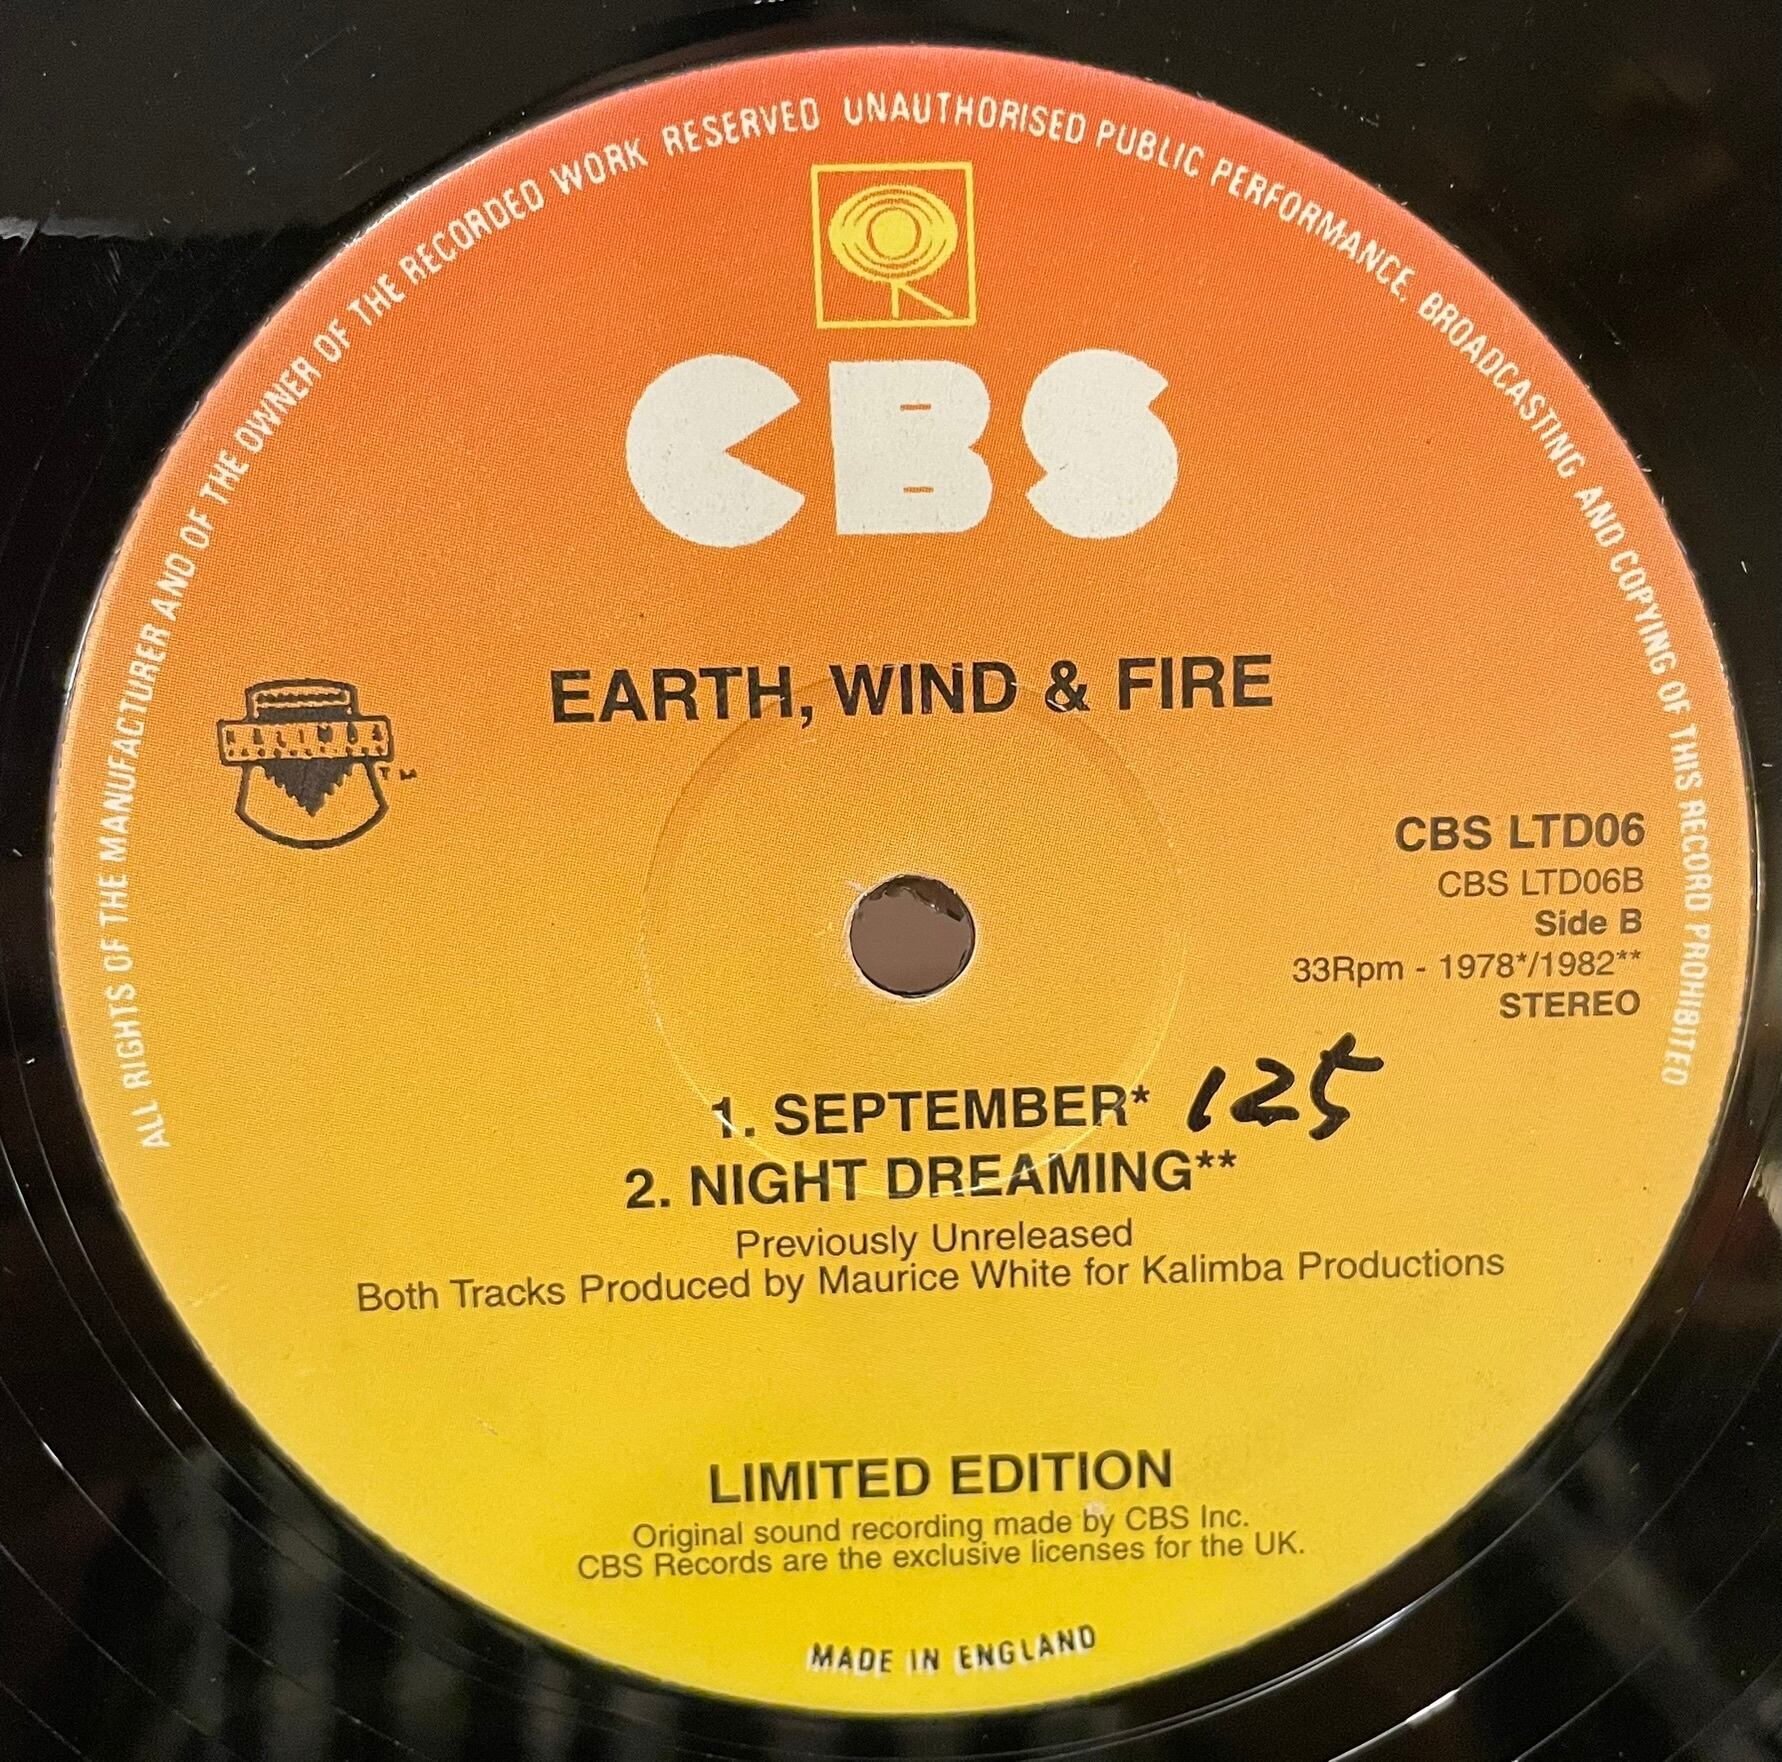 ALL RIGHTS OF THE MANUFACTURER AND OF THE OWNER OF THE RECORDED WORK RESERVED UNAUTHORISED PUBLIC PERFORMANCE. BROADCASTING AND COPYING OF THIS RECORD PROHIBITED
CBS
EARTH, WIND & FIRE
KALIMBA
TM
CBS LTD06
CBS LTD06B
Side B
33Rpm - 1978*/1982**
STEREO
1. SEPTEMBER* 125
2. NIGHT DREAMING**
Previously Unreleased
Both Tracks Produced by Maurice White for Kalimba Productions
LIMITED EDITION
Original sound recording made by CBS Inc.
CBS Records are the exclusive licenses for the UK.
MADE IN ENGLAND